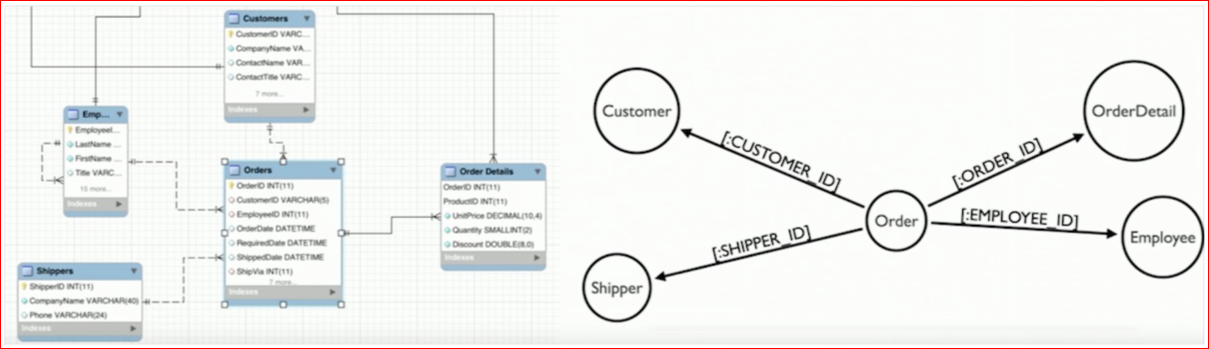 Customers
CustomerID VARC...
CompanyName VA...
ContactName VAR...
ContactTitle VARC...
7 more...
Indexes
Emp...
EmployeeI...
LastName ...
FirstName ...
Title VARC...
15 more...
Indexes
Orders
OrderID INT(11)
CustomerID VARCHAR(5)
EmployeeID INT(11)
OrderDate DATETIME
RequiredDate DATETIME
ShippedDate DATETIME
ShipVia INT(11)
7 more...
Indexes
Order Details
OrderID INT(11)
ProductID INT(11)
UnitPrice DECIMAL(10,4)
Quantity SMALLINT(2)
Discount DOUBLE(8,0)
Indexes
Shippers
ShipperID INT(11)
CompanyName VARCHAR(40)
Phone VARCHAR(24)
Indexes
Customer
OrderDetail
[:CUSTOMER_ID]
[:ORDER_ID]
Order
[:EMPLOYEE_ID]
Employee
[:SHIPPER_ID]
Shipper